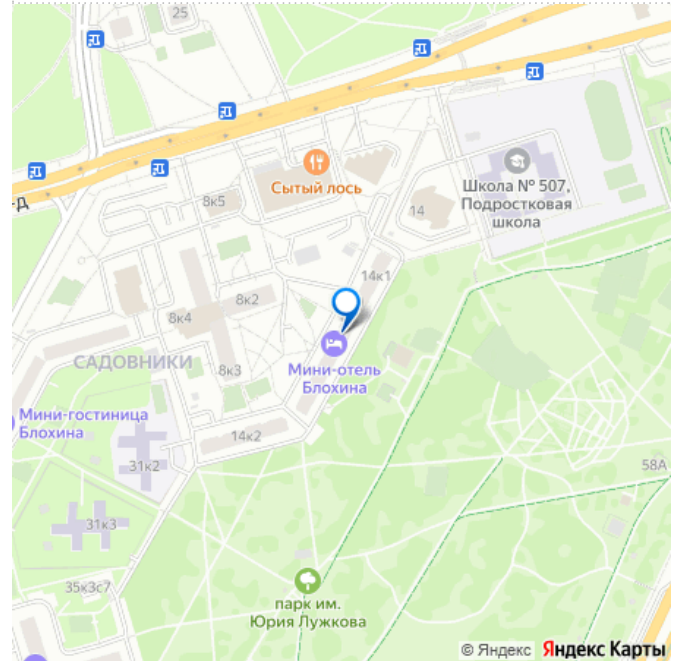 25
Сытый лось
8к5
-Д
Школа № 507,
Подростковая
школа
14
14к1
8к2
8к4
САДОВНИКИ
8к3
Мини-отель
Блохина
Мини-гостиница
Блохина
14к2
31к2
58А
31к3
35к3с7
парк им.
Юрия Лужкова
© Яндекс Яндекс Карты